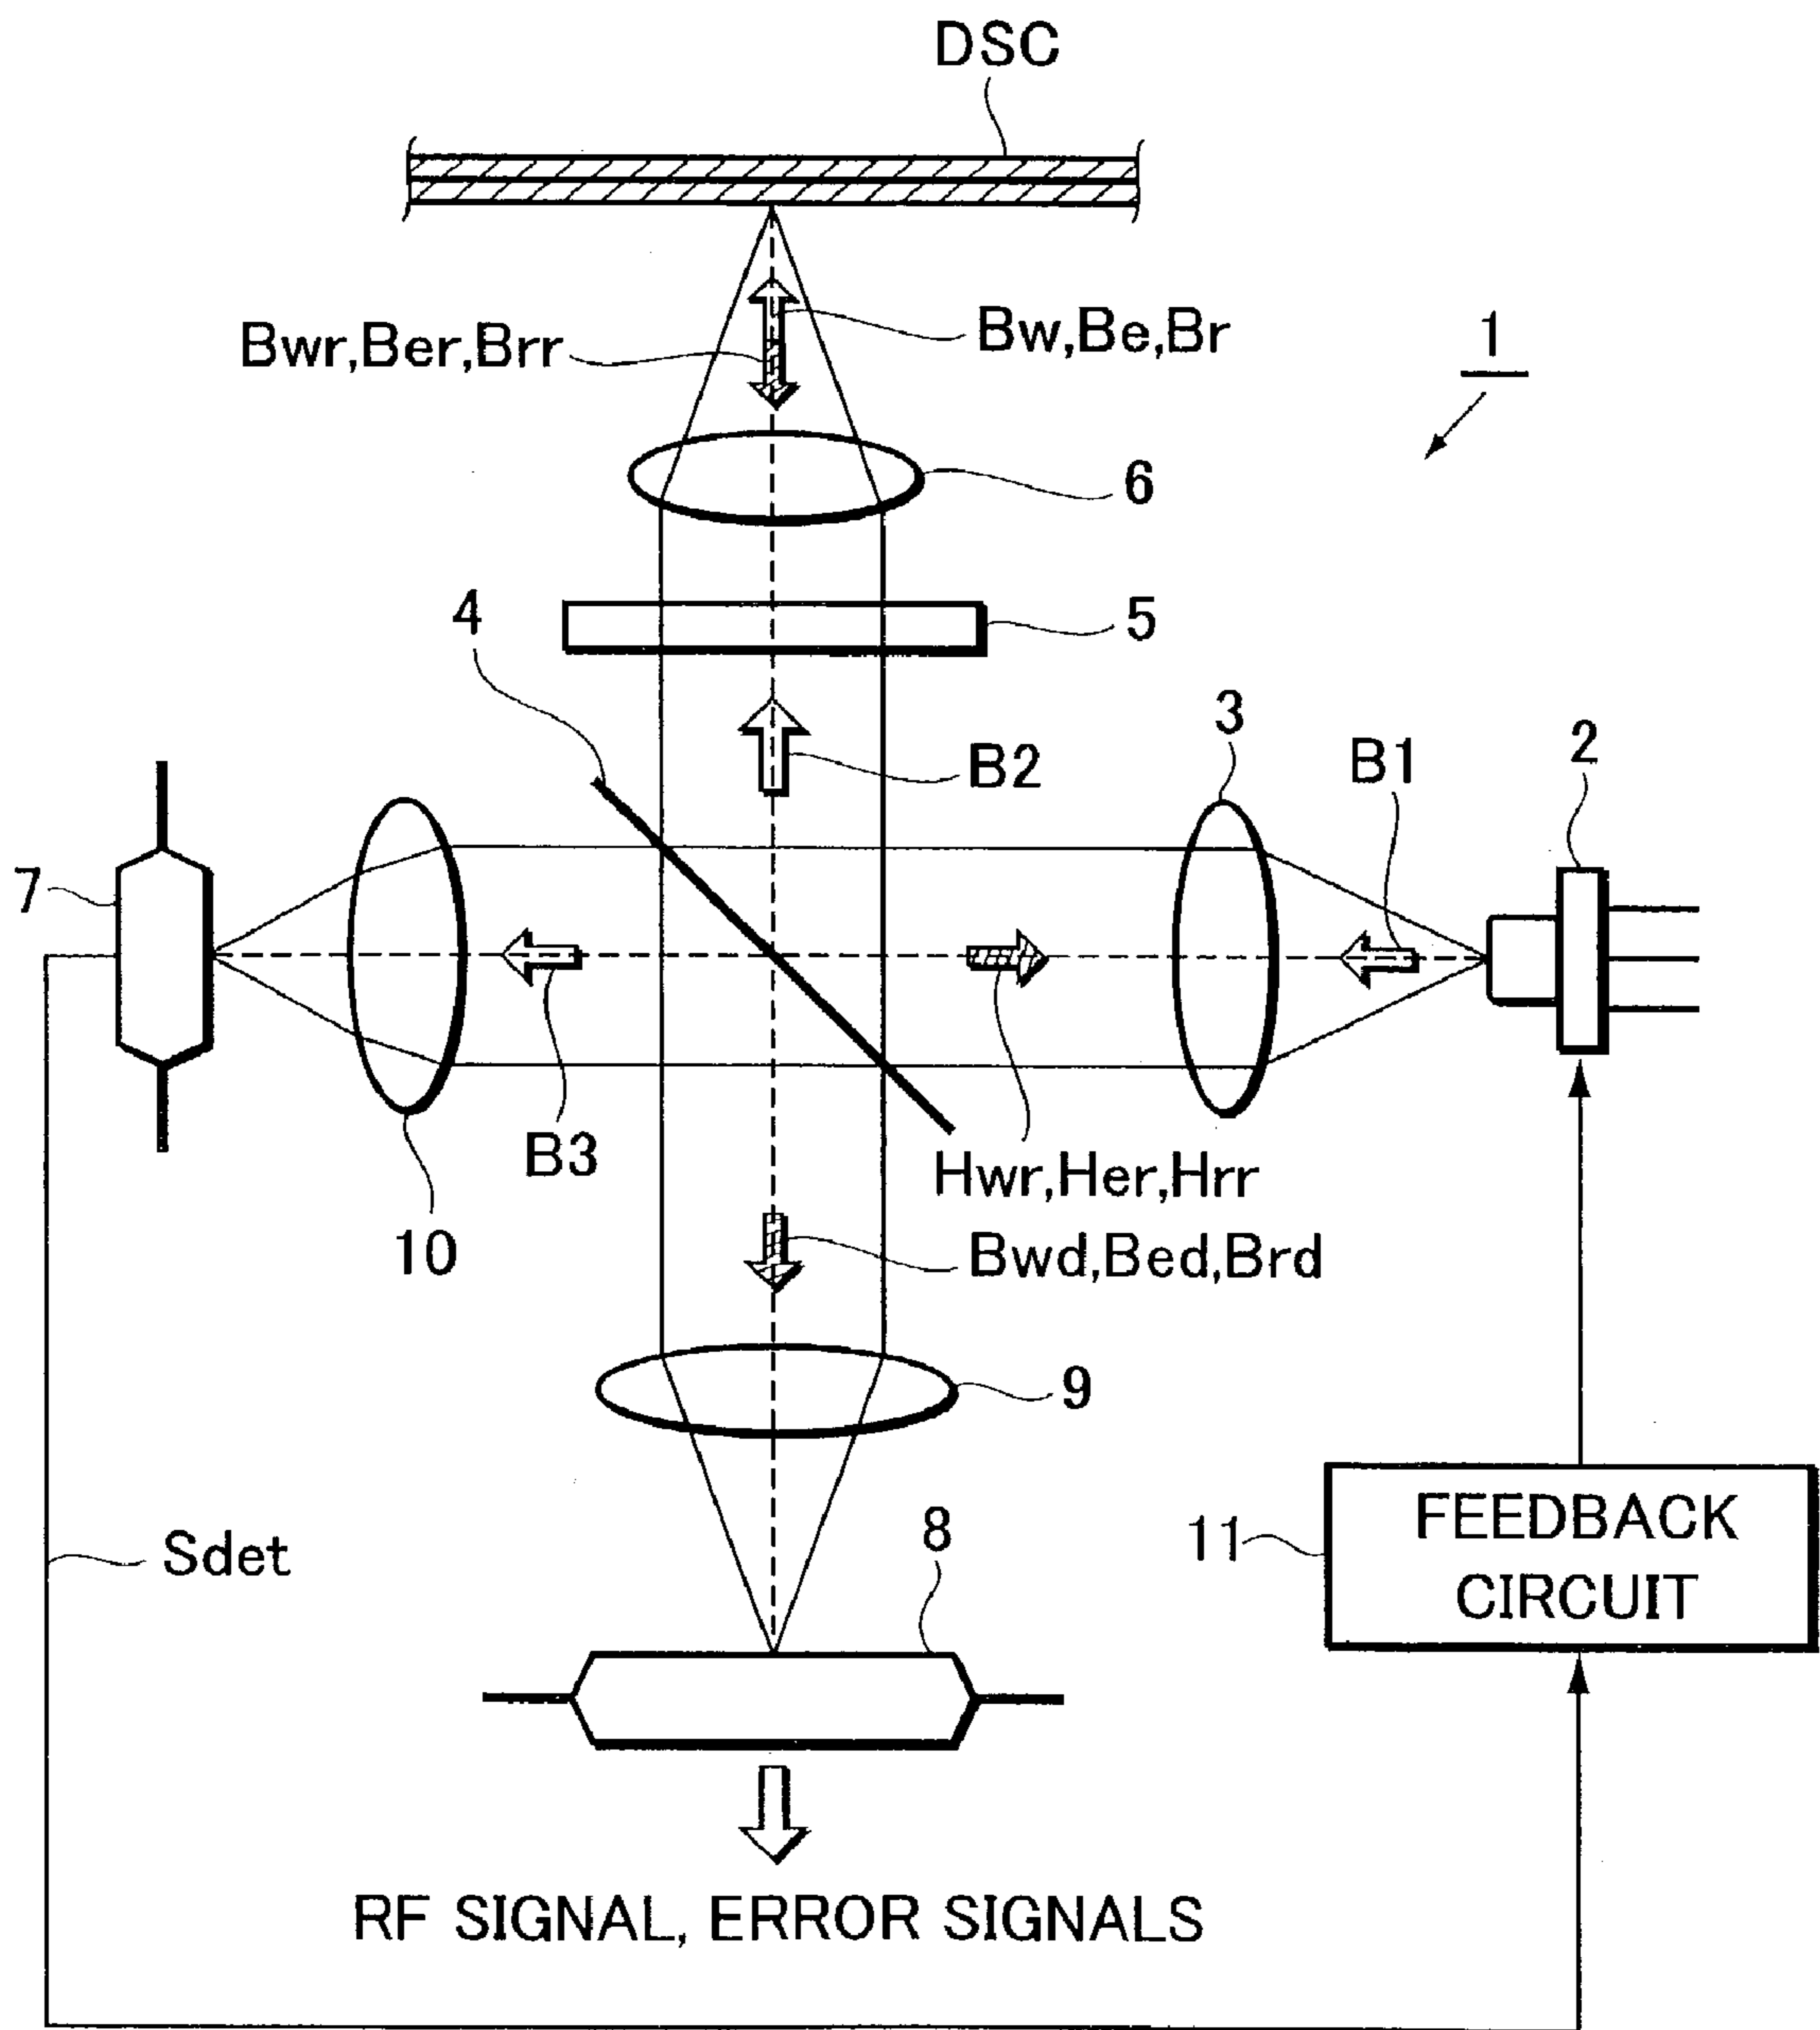 DSC
Bwr,Ber,Brr
Bw,Be,Br
1
6
4
5
3
2
B1
B2
7
B3
10
Hwr,Her,Hrr
Bwd,Bed,Brd
9
8
Sdet
11
FEEDBACK
CIRCUIT
RF SIGNAL, ERROR SIGNALS